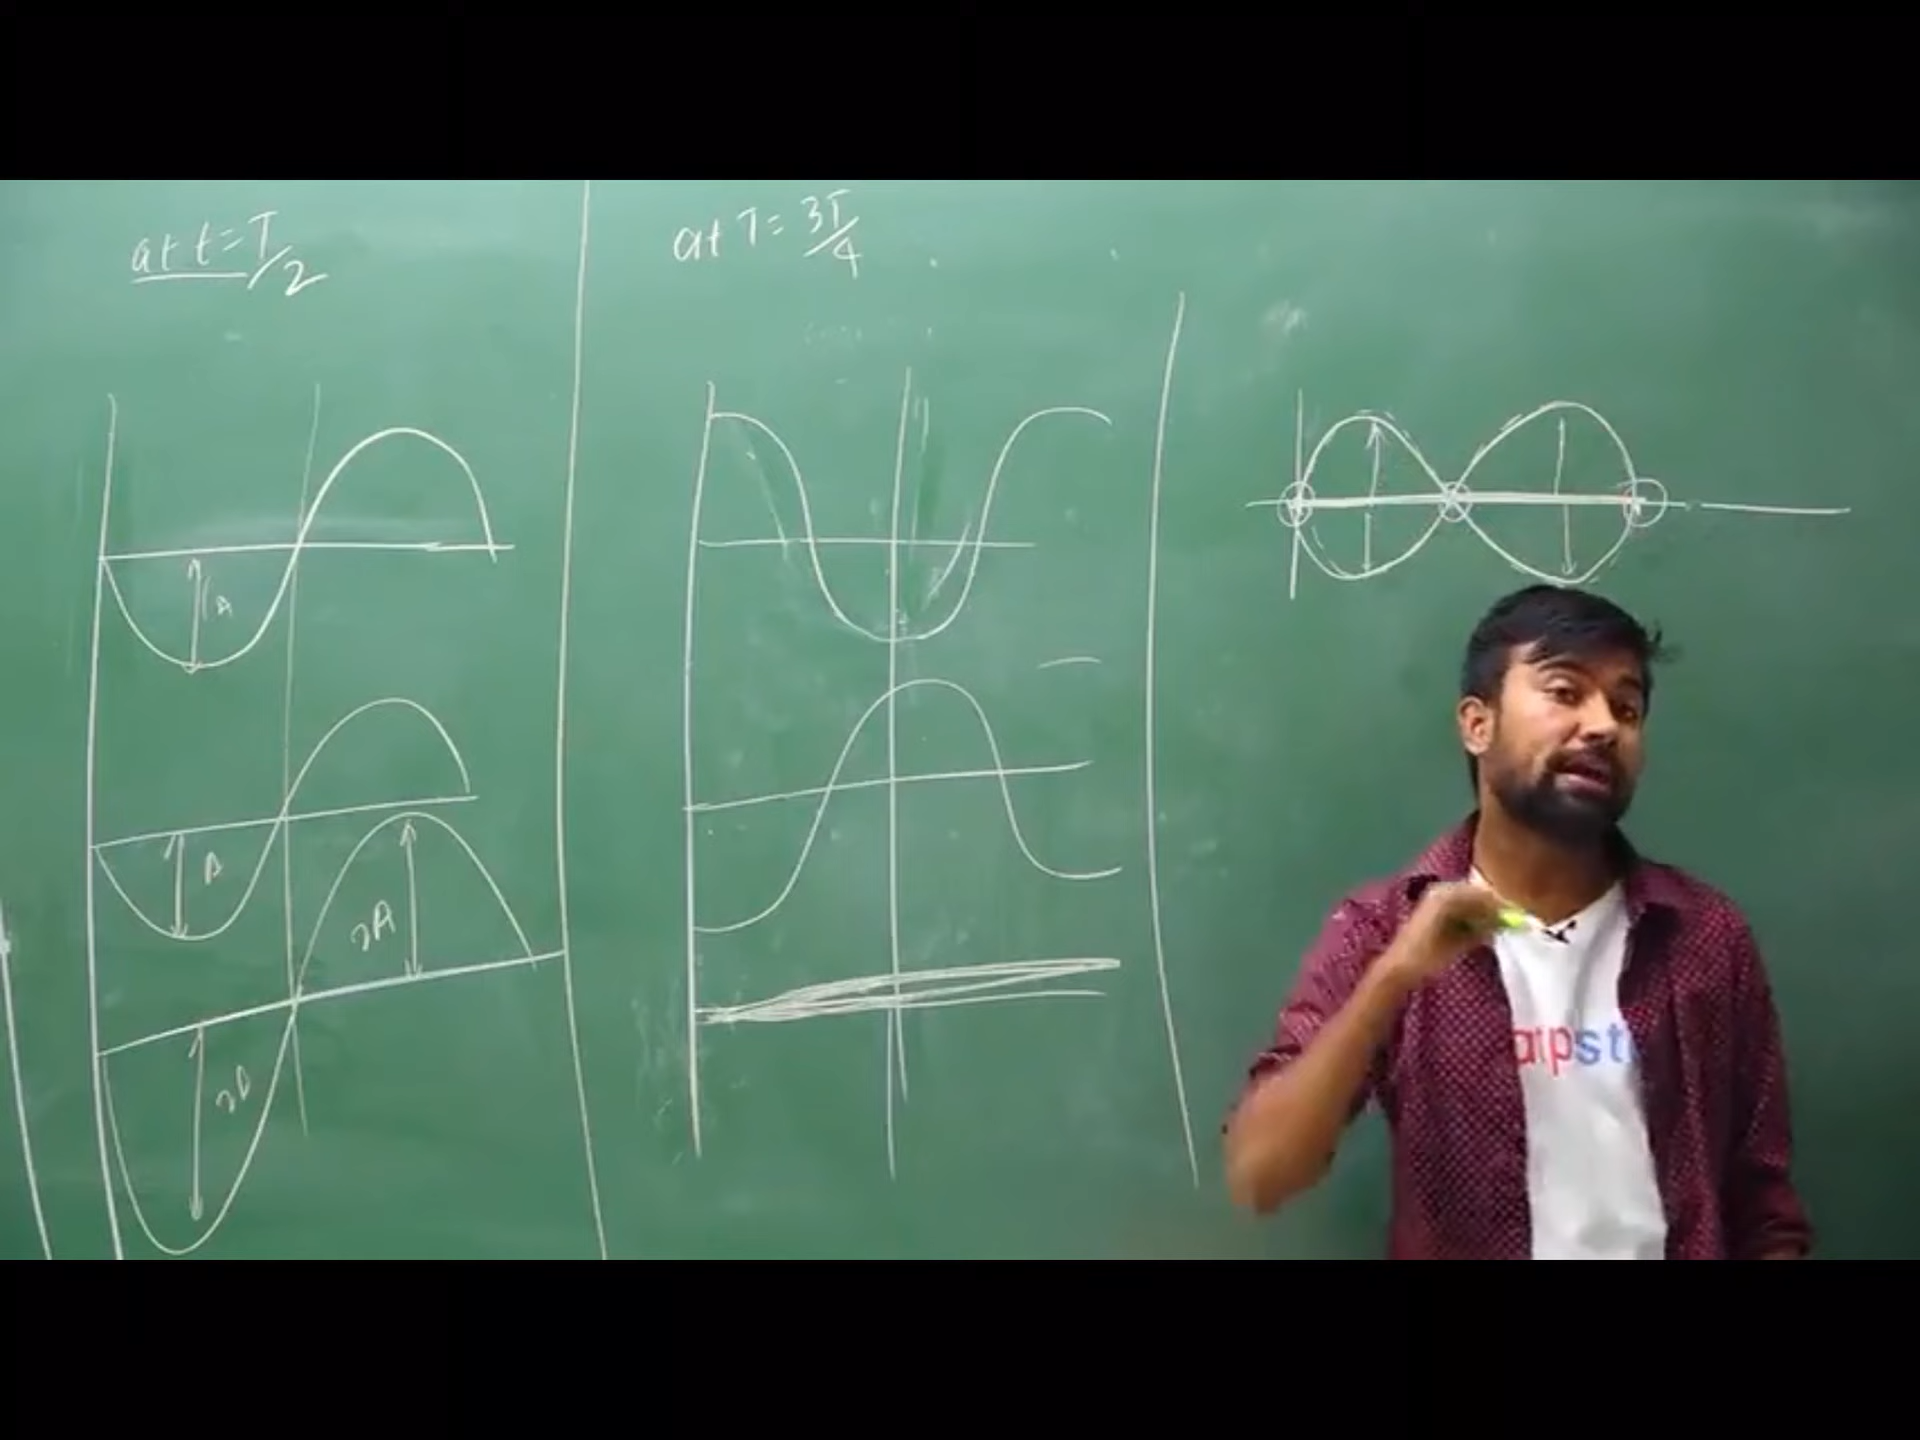 at t = T/2
at T = 3T/4
A
A
2A
2A